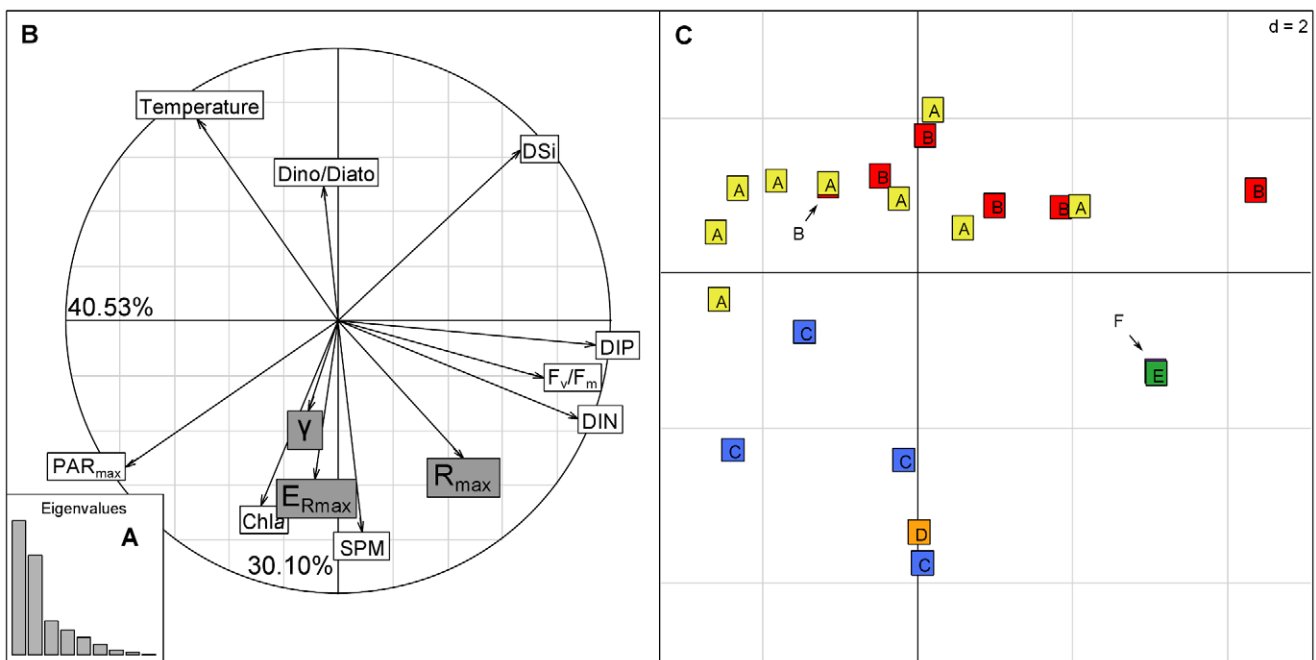 B
Temperature
DSi
Dino/Diato
40.53%
DIP
Fv/Fm
DIN
γ
PARmax
Rmax
ERmax
Chla
SPM
30.10%
Eigenvalues
A
C
d = 2
A
B
A
A
A
B
A
B
A
B
B
A
B
A
A
A
C
F
E
C
C
D
C